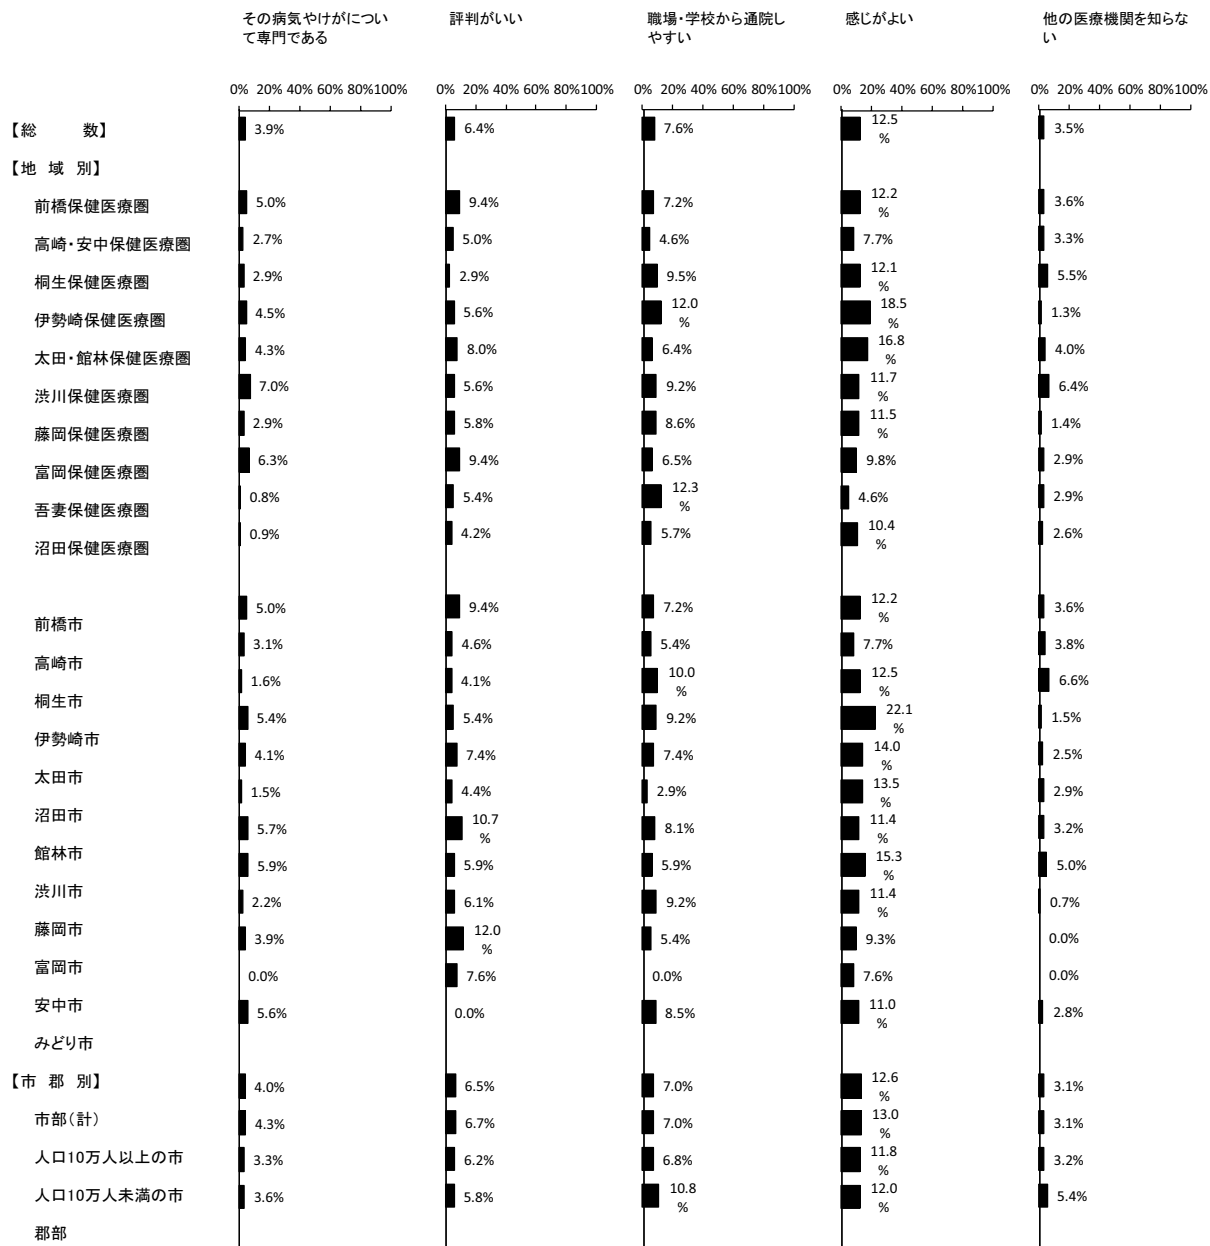 その病気やけがについ
て専門である
評判がいい
職場・学校から通院し
やすい
感じがよい
他の医療機関を知らな
い
0% 20% 40% 60% 80%100% 0% 20% 40% 60% 80%100% 0% 20% 40% 60% 80%100% 0% 20% 40% 60% 80%100% 0% 20% 40% 60% 80%100%
【総　　　数】 3.9% 6.4% 7.6% 12.5% 3.5%
【地　域　別】
前橋保健医療圏 5.0% 9.4% 7.2% 12.2% 3.6%
高崎・安中保健医療圏 2.7% 5.0% 4.6% 7.7% 3.3%
桐生保健医療圏 2.9% 2.9% 9.5% 12.1% 5.5%
伊勢崎保健医療圏 4.5% 5.6% 12.0% 18.5% 1.3%
太田・館林保健医療圏 4.3% 8.0% 6.4% 16.8% 4.0%
渋川保健医療圏 7.0% 5.6% 9.2% 11.7% 6.4%
藤岡保健医療圏 2.9% 5.8% 8.6% 11.5% 1.4%
富岡保健医療圏 6.3% 9.4% 6.5% 9.8% 2.9%
吾妻保健医療圏 0.8% 5.4% 12.3% 4.6% 2.9%
沼田保健医療圏 0.9% 4.2% 5.7% 10.4% 2.6%
前橋市 5.0% 9.4% 7.2% 12.2% 3.6%
高崎市 3.1% 4.6% 5.4% 7.7% 3.8%
桐生市 1.6% 4.1% 10.0% 12.5% 6.6%
伊勢崎市 5.4% 5.4% 9.2% 22.1% 1.5%
太田市 4.1% 7.4% 7.4% 14.0% 2.5%
沼田市 1.5% 4.4% 2.9% 13.5% 2.9%
館林市 5.7% 10.7% 8.1% 11.4% 3.2%
渋川市 5.9% 5.9% 5.9% 15.3% 5.0%
藤岡市 2.2% 6.1% 9.2% 11.4% 0.7%
富岡市 3.9% 12.0% 5.4% 9.3% 0.0%
安中市 0.0% 7.6% 0.0% 7.6% 0.0%
みどり市 5.6% 0.0% 8.5% 11.0% 2.8%
【市　郡　別】
市部（計） 4.0% 6.5% 7.0% 12.6% 3.1%
人口10万人以上の市 4.3% 6.7% 7.0% 13.0% 3.1%
人口10万人未満の市 3.3% 6.2% 6.8% 11.8% 3.2%
郡部 3.6% 5.8% 10.8% 12.0% 5.4%